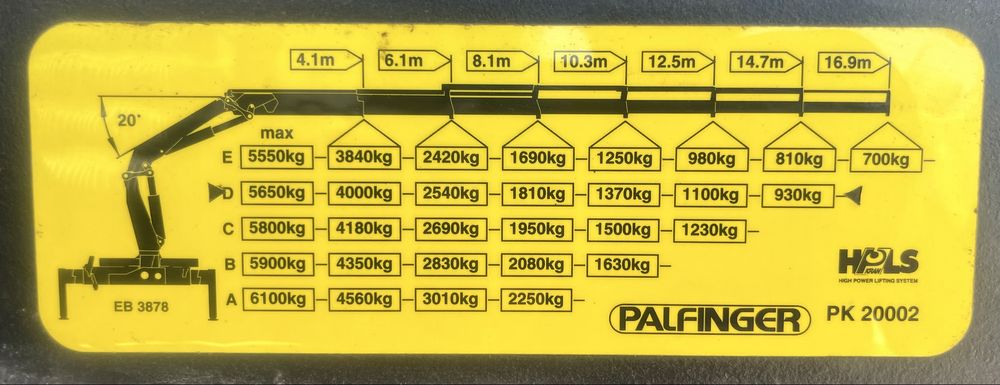 4.1m 6.1m 8.1m 10.3m 12.5m 14.7m 16.9m
20°
max
E 5550kg 3840kg 2420kg 1690kg 1250kg 980kg 810kg 700kg
D 5650kg 4000kg 2540kg 1810kg 1370kg 1100kg 930kg
C 5800kg 4180kg 2690kg 1950kg 1500kg 1230kg
B 5900kg 4350kg 2830kg 2080kg 1630kg
A 6100kg 4560kg 3010kg 2250kg
EB 3878
HPLS
KRAN
HIGH POWER LIFTING SYSTEM
PALFINGER PK 20002